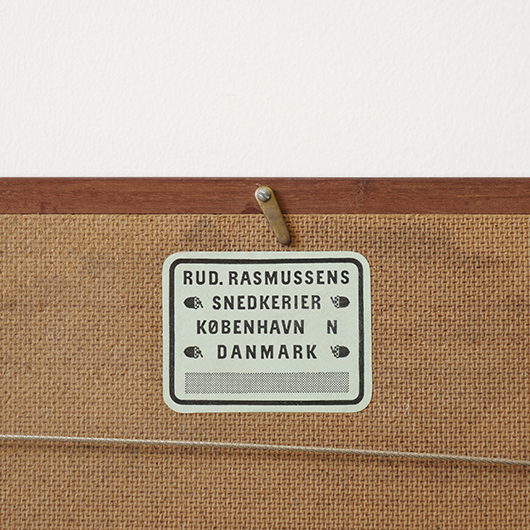 RUD. RASMUSSENS
SNEDKERIER
KØBENHAVN N
DANMARK